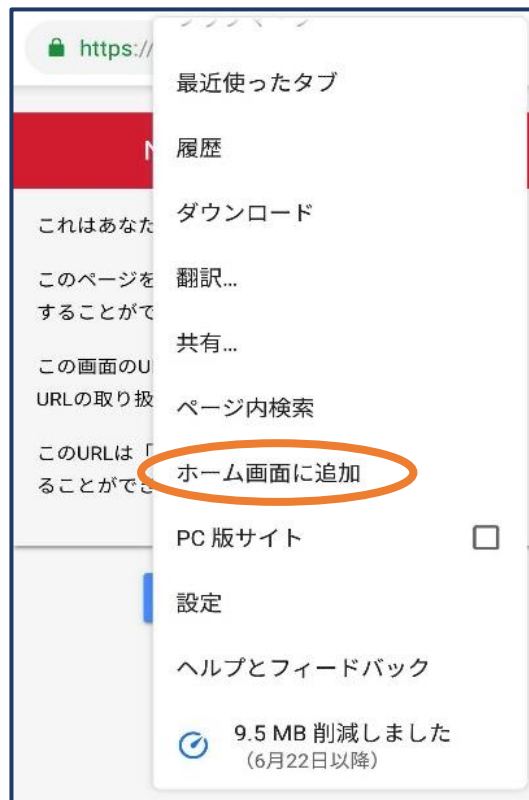 https://
最近使ったタブ
履歴
ダウンロード
翻訳...
共有...
ページ内検索
ホーム画面に追加
PC 版サイト
設定
ヘルプとフィードバック
9.5 MB 削減しました
（6月22日以降）
N
これはあなた
このページを
することがで
この画面のU
URLの取り扱
このURLは「
ることができ